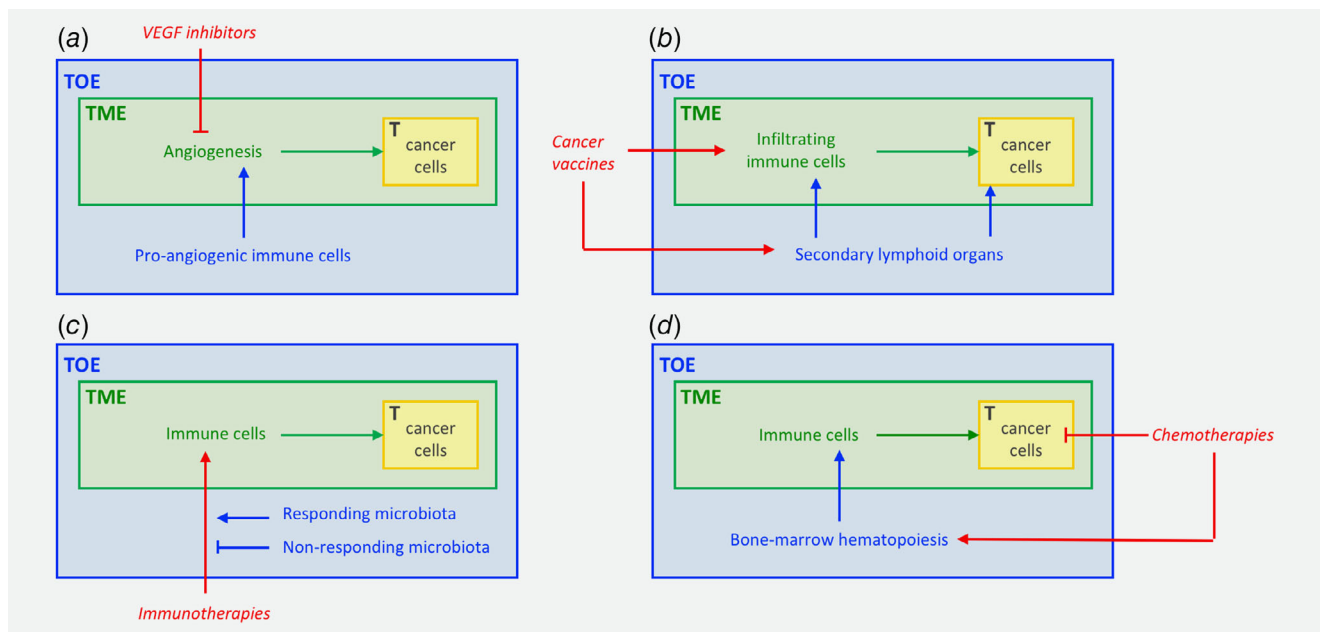 (a)
VEGF inhibitors
TOE
TME
Angiogenesis
T
cancer
cells
Pro-angiogenic immune cells
(b)
TOE
TME
Cancer
vaccines
Infiltrating
immune cells
T
cancer
cells
Secondary lymphoid organs
(c)
TOE
TME
Immune cells
T
cancer
cells
Responding microbiota
Non-responding microbiota
Immunotherapies
(d)
TOE
TME
Immune cells
T
cancer
cells
Chemotherapies
Bone-marrow hematopoiesis